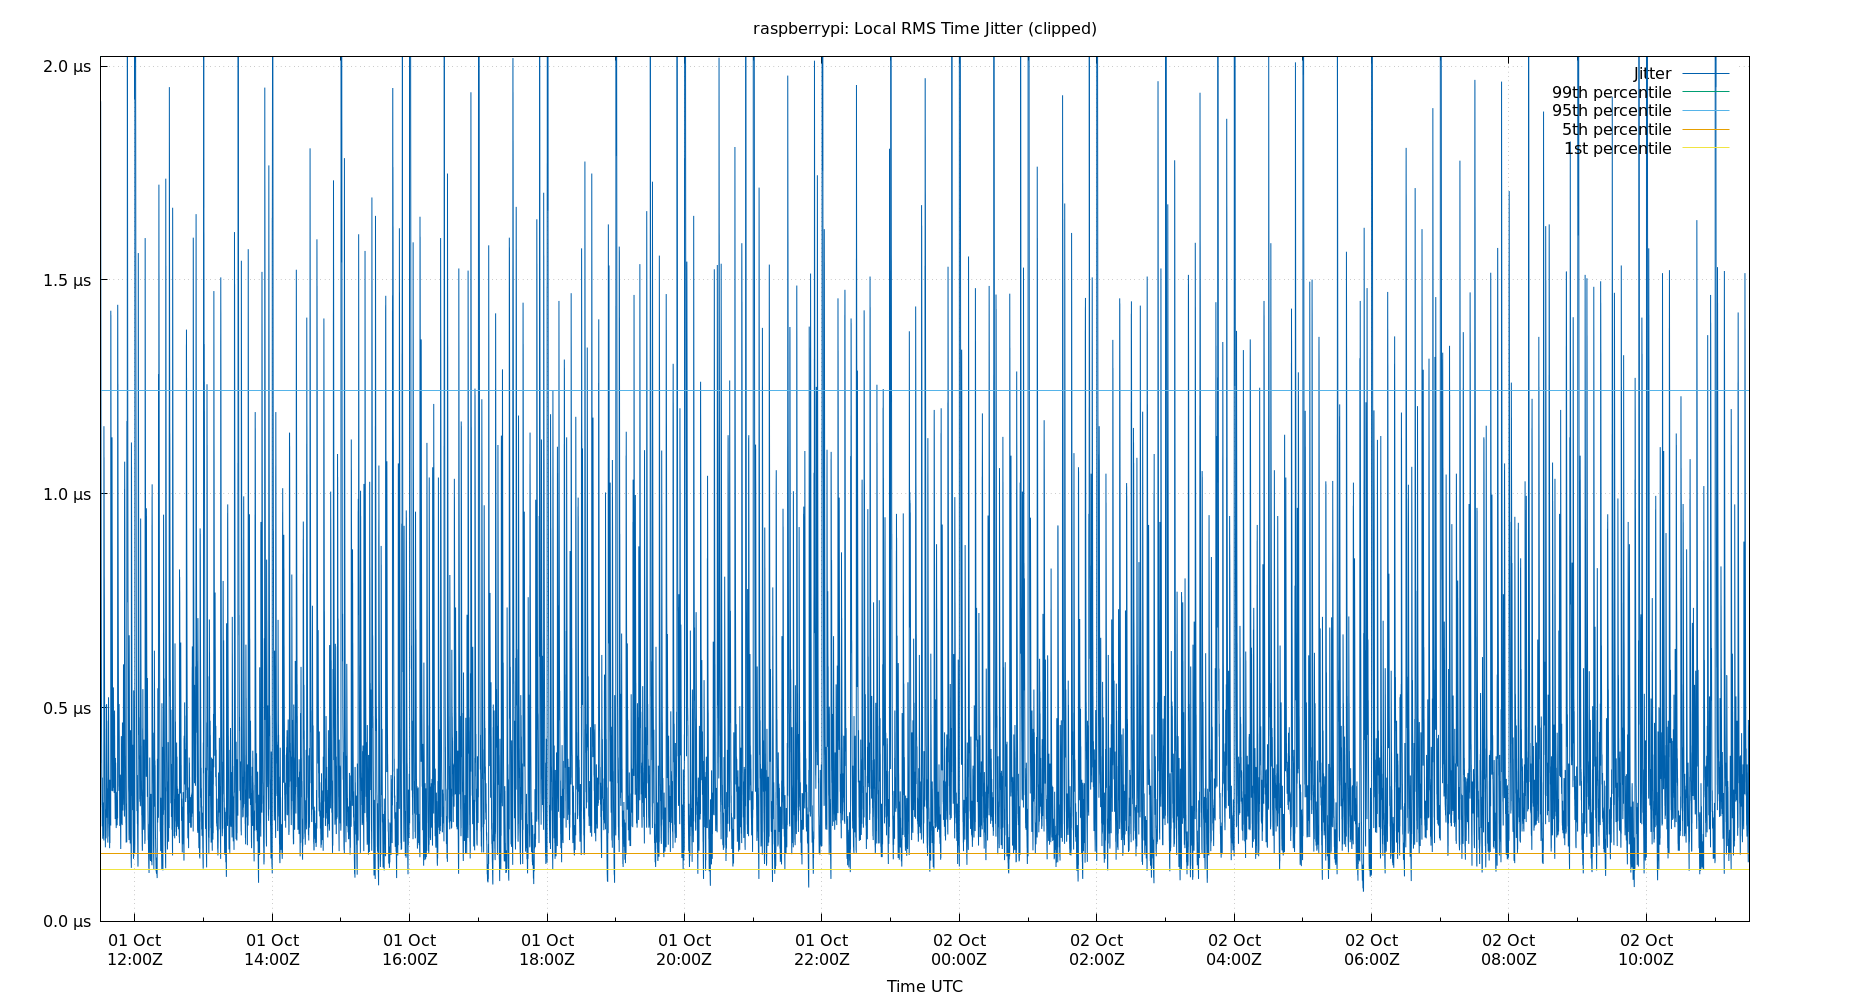 raspberrypi: Local RMS Time Jitter (clipped)
2.0 µs
1.5 µs
1.0 µs
0.5 µs
0.0 µs
Jitter
99th percentile
95th percentile
5th percentile
1st percentile
01 Oct 01 Oct 01 Oct 01 Oct 01 Oct 01 Oct 02 Oct 02 Oct 02 Oct 02 Oct 02 Oct 02 Oct
12:00Z 14:00Z 16:00Z 18:00Z 20:00Z 22:00Z 00:00Z 02:00Z 04:00Z 06:00Z 08:00Z 10:00Z
Time UTC